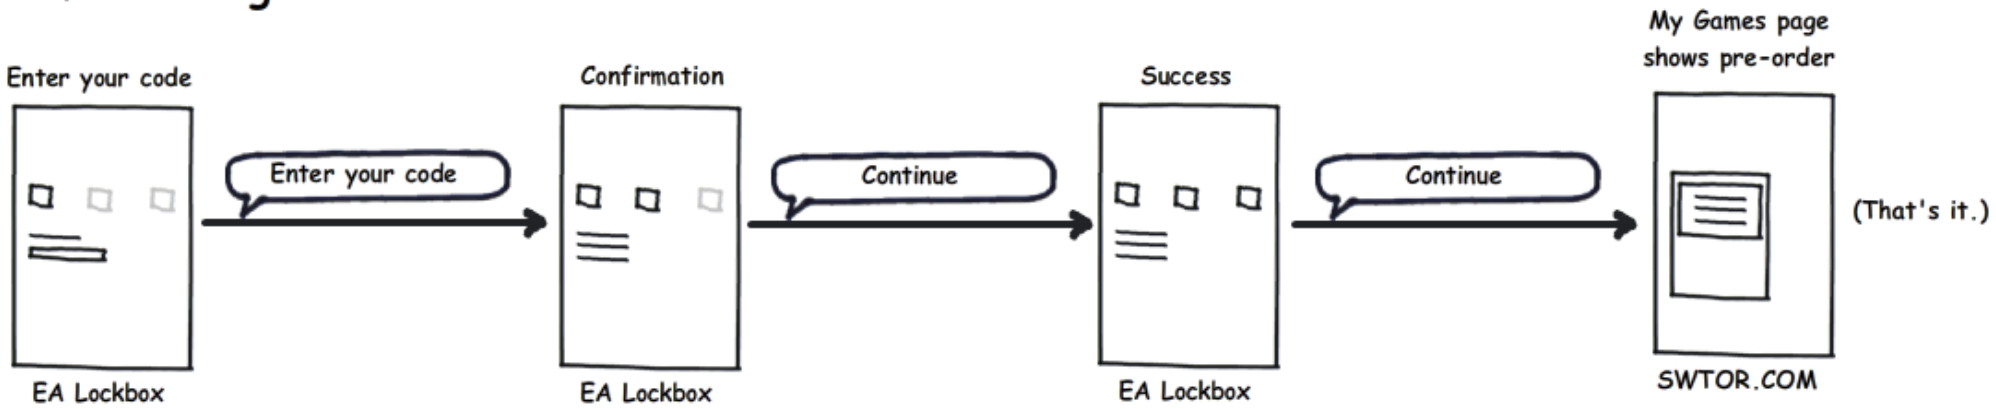 Enter your code
Confirmation
Success
My Games page
shows pre-order
Enter your code
Continue
Continue
(That's it.)
EA Lockbox
EA Lockbox
EA Lockbox
SWTOR.COM